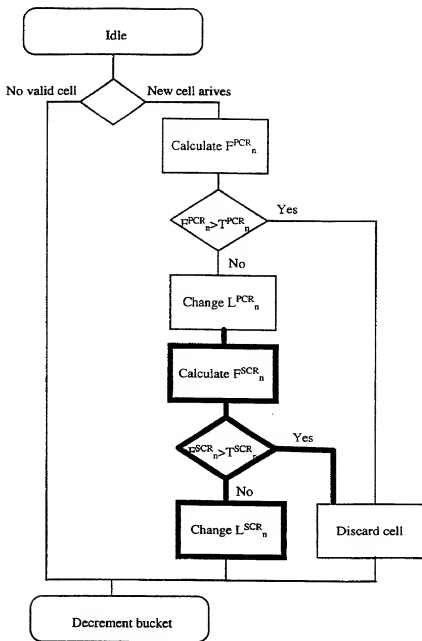 Idle
No valid cell
New cell arives
Calculate F^PCR_n
F^PCR_n>T^PCR_n
Yes
No
Change L^PCR_n
Calculate F^SCR_n
F^SCR_n>T^SCR_n
Yes
No
Change L^SCR_n
Discard cell
Decrement bucket